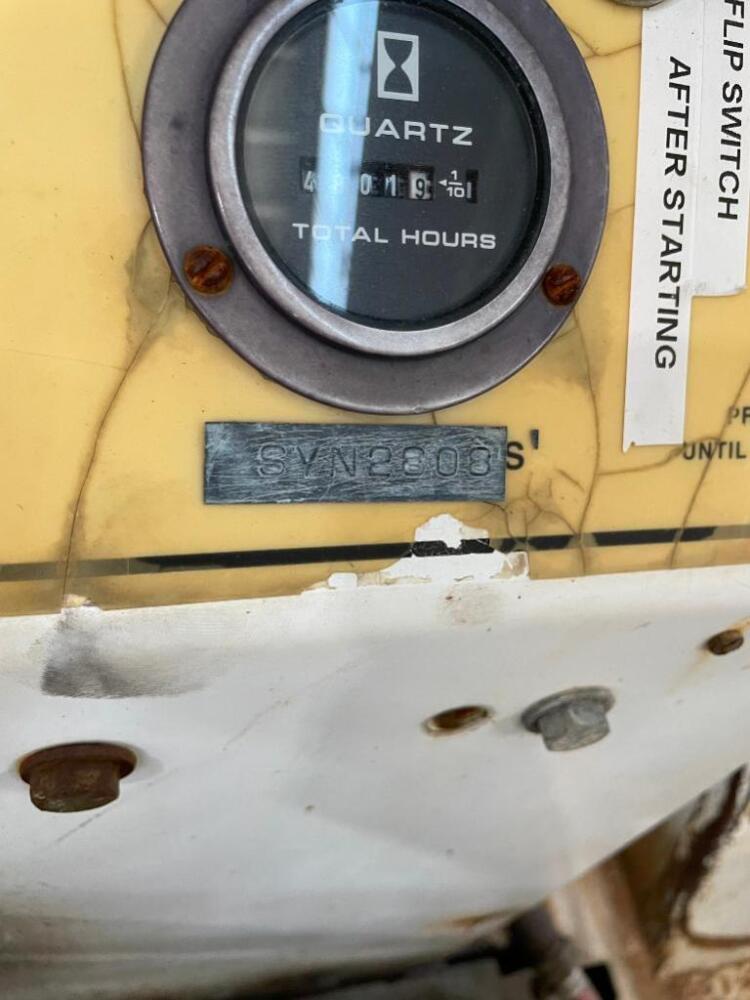 QUARTZ
1/10
TOTAL HOURS
FLIP SWITCH
AFTER STARTING
SYN2808
S'
UNTIL